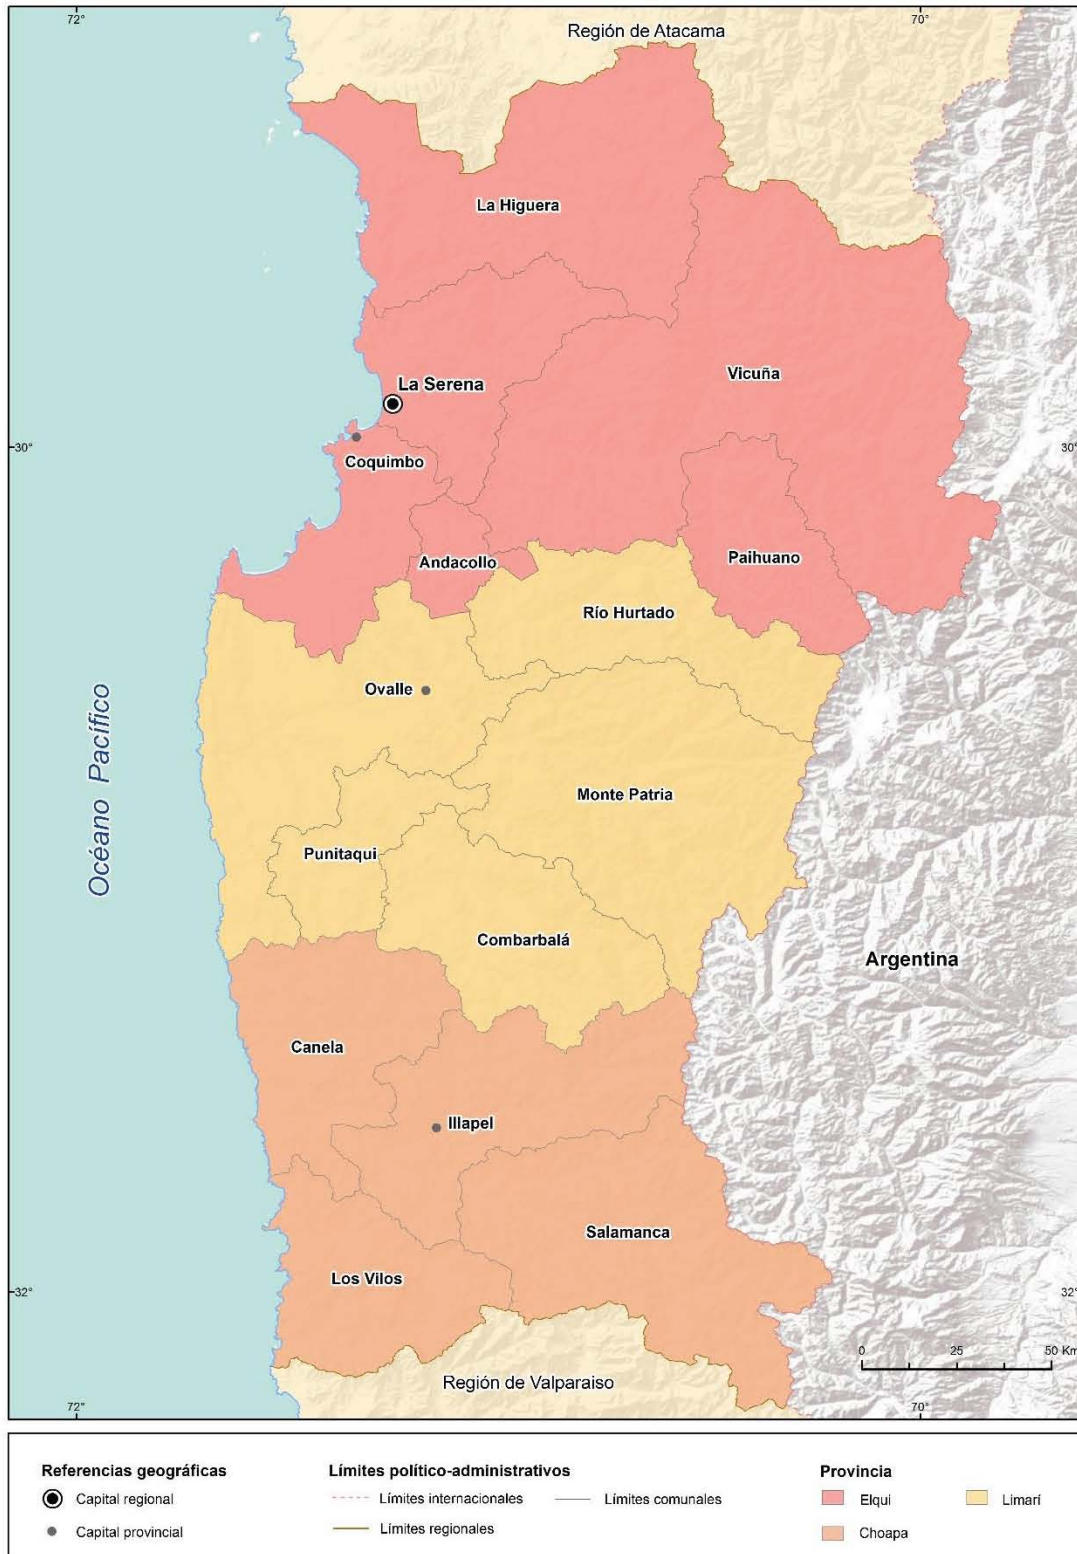 72°
70°
Región de Atacama
La Higuera
Vicuña
La Serena
30°
30°
Coquimbo
Andacollo
Paihuano
Río Hurtado
Ovalle
Océano Pacífico
Monte Patria
Punitaqui
Combarbalá
Argentina
Canela
Illapel
Salamanca
Los Vilos
32°
32°
0 25 50 Km
Región de Valparaiso
72°
70°
Referencias geográficas
Capital regional
Capital provincial
Límites político-administrativos
Límites internacionales
Límites comunales
Límites regionales
Provincia
Elqui
Limarí
Choapa